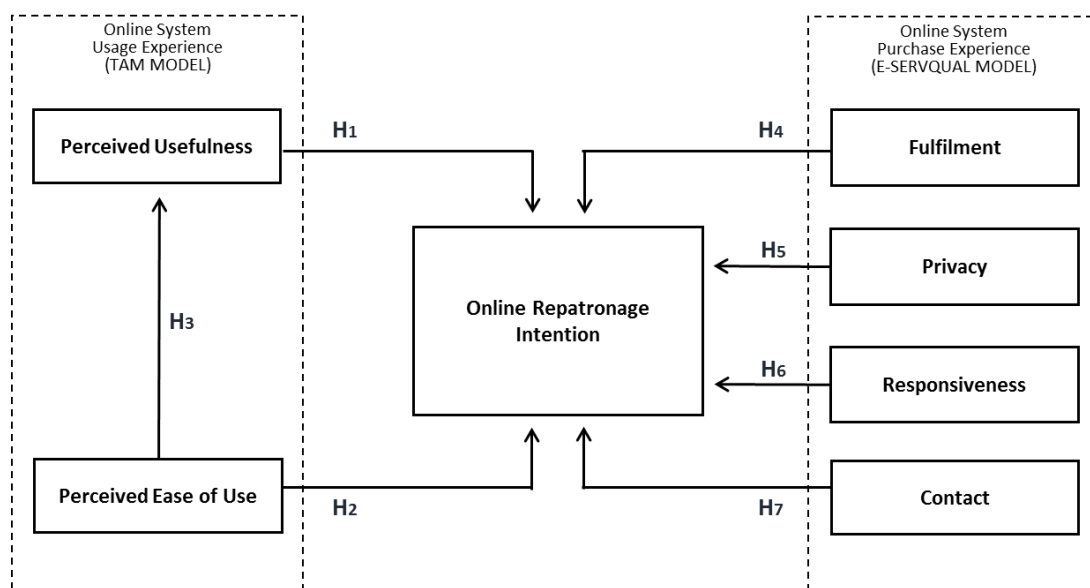 Online System
Usage Experience
(TAM MODEL)
Perceived Usefulness
H1
H3
Perceived Ease of Use
H2
Online Repatronage
Intention
Online System
Purchase Experience
(E-SERVQUAL MODEL)
H4
Fulfilment
H5
Privacy
H6
Responsiveness
H7
Contact